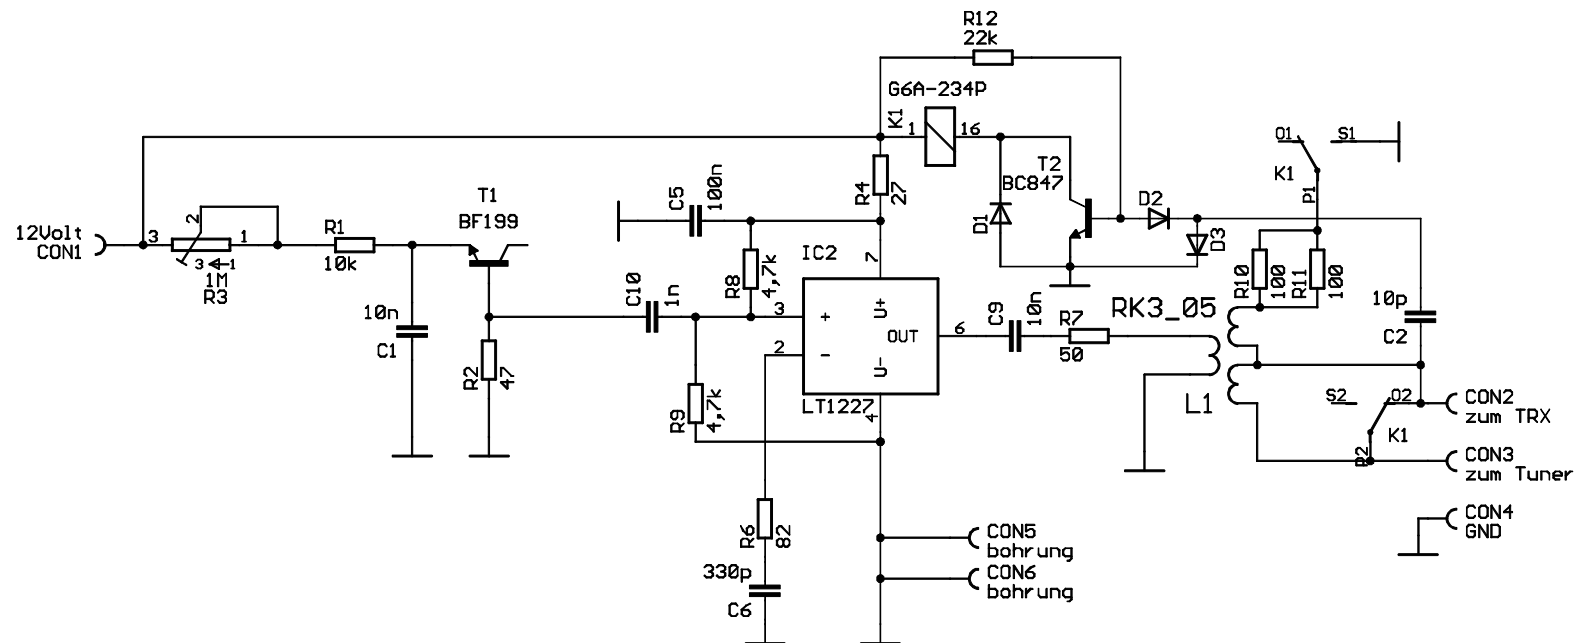 R12
22k
G6A-234P
K1
1
16
O1
S1
K1
P1
T2
BC847
D1
D2
D3
R4
27
C5
100n
T1
BF199
12Volt
CON1
3
2
1
3
1
1M
R3
R1
10k
10n
C1
R2
47
C10
1n
R8
4,7k
R9
4,7k
IC2
7
3
+
U+
OUT
6
2
-
U-
LT1227
4
C9
10n
R7
50
RK3_05
R10
100
R11
100
10p
C2
L1
S2
O2
K1
P2
CON2
zum TRX
CON3
zum Tuner
CON4
GND
R6
82
330p
C6
CON5
bohrung
CON6
bohrung